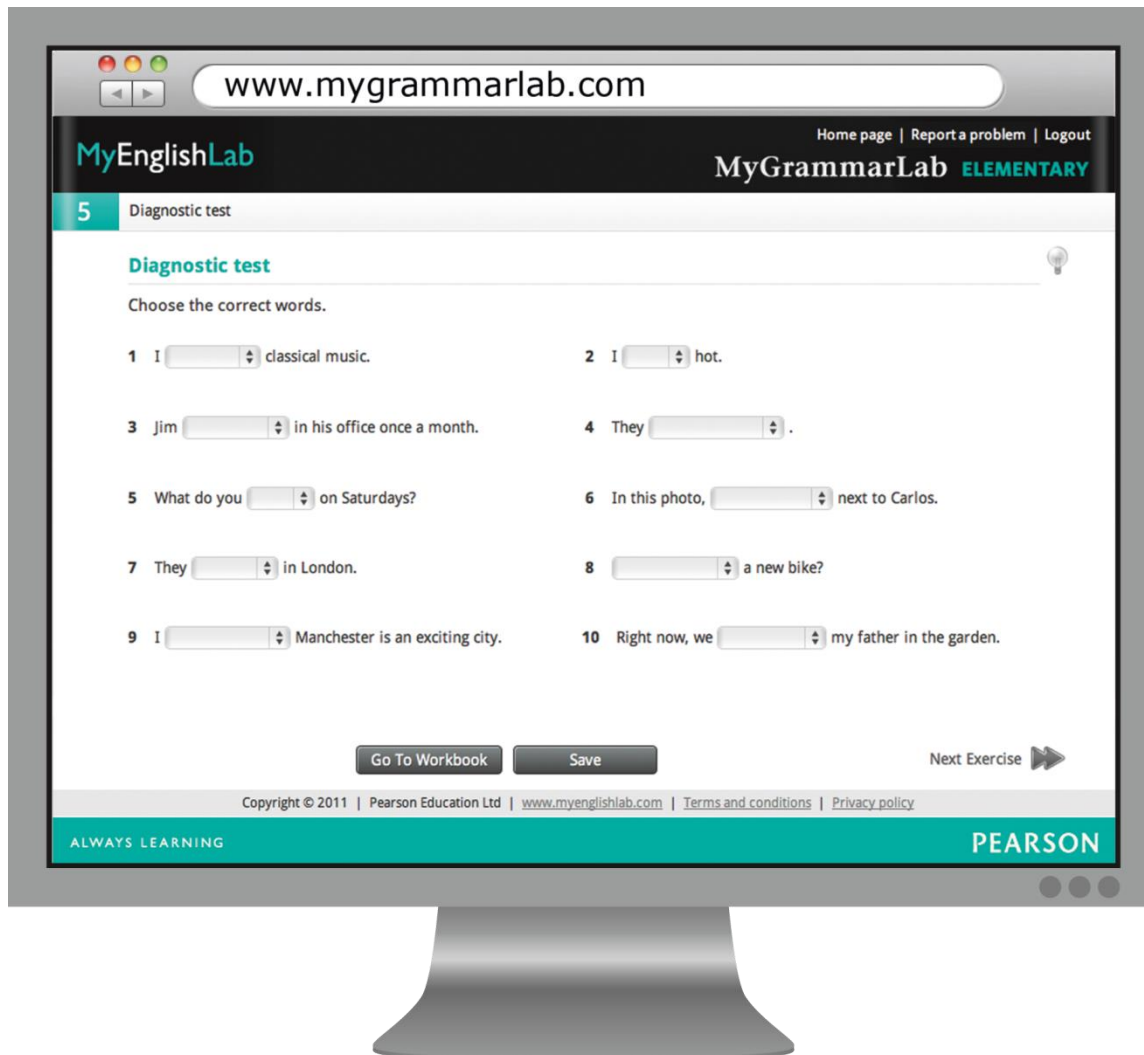 www.mygrammarlab.com
Home page | Report a problem | Logout
MyEnglishLab
MyGrammarLab ELEMENTARY
5 Diagnostic test
Diagnostic test
Choose the correct words.
1 I classical music.
2 I hot.
3 Jim in his office once a month.
4 They .
5 What do you on Saturdays?
6 In this photo, next to Carlos.
7 They in London.
8 a new bike?
9 I Manchester is an exciting city.
10 Right now, we my father in the garden.
Go To Workbook
Save
Next Exercise
Copyright © 2011 | Pearson Education Ltd | www.myenglishlab.com | Terms and conditions | Privacy policy
ALWAYS LEARNING
PEARSON